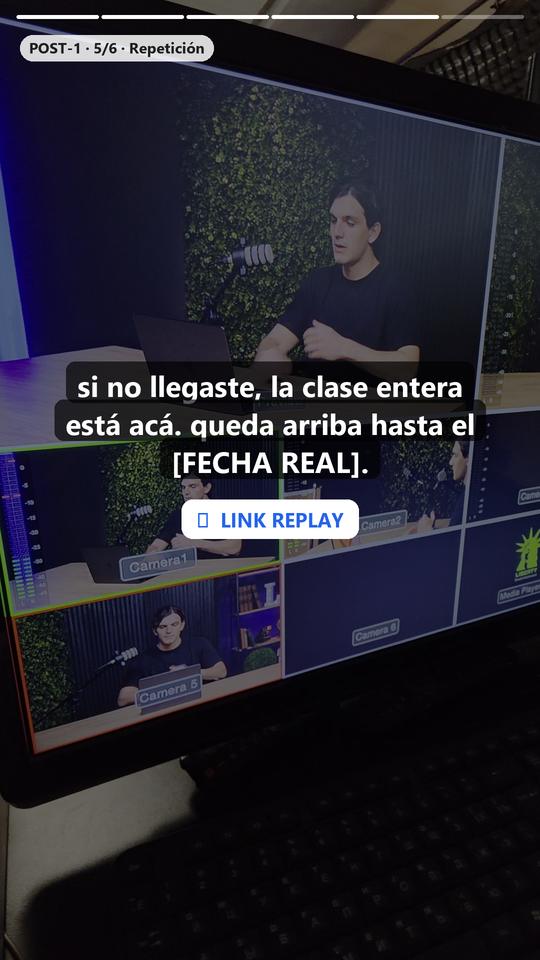 POST-1 · 5/6 · Repetición
si no llegaste, la clase entera
está acá. queda arriba hasta el
[FECHA REAL].
LINK REPLAY
Camera1
Camera2
Camera 5
Camera 6
LIBERTY
Media Player